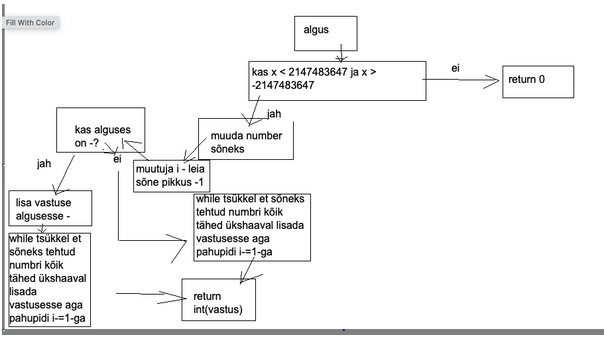 Fill With Color
algus
kas x < 2147483647 ja x >
-2147483647
ei
return 0
jah
muuda number
sõneks
kas alguses
on -?
ei
jah
muutuja i - leia
sõne pikkus -1
lisa vastuse
algusesse -
while tsükkel et sõneks
tehtud numbri kõik
tähed ükshaaval lisada
vastusesse aga
pahupidi i-=1-ga
while tsükkel et
sõneks tehtud
numbri kõik
tähed ükshaaval
lisada
vastusesse aga
pahupidi i-=1-ga
return
int(vastus)